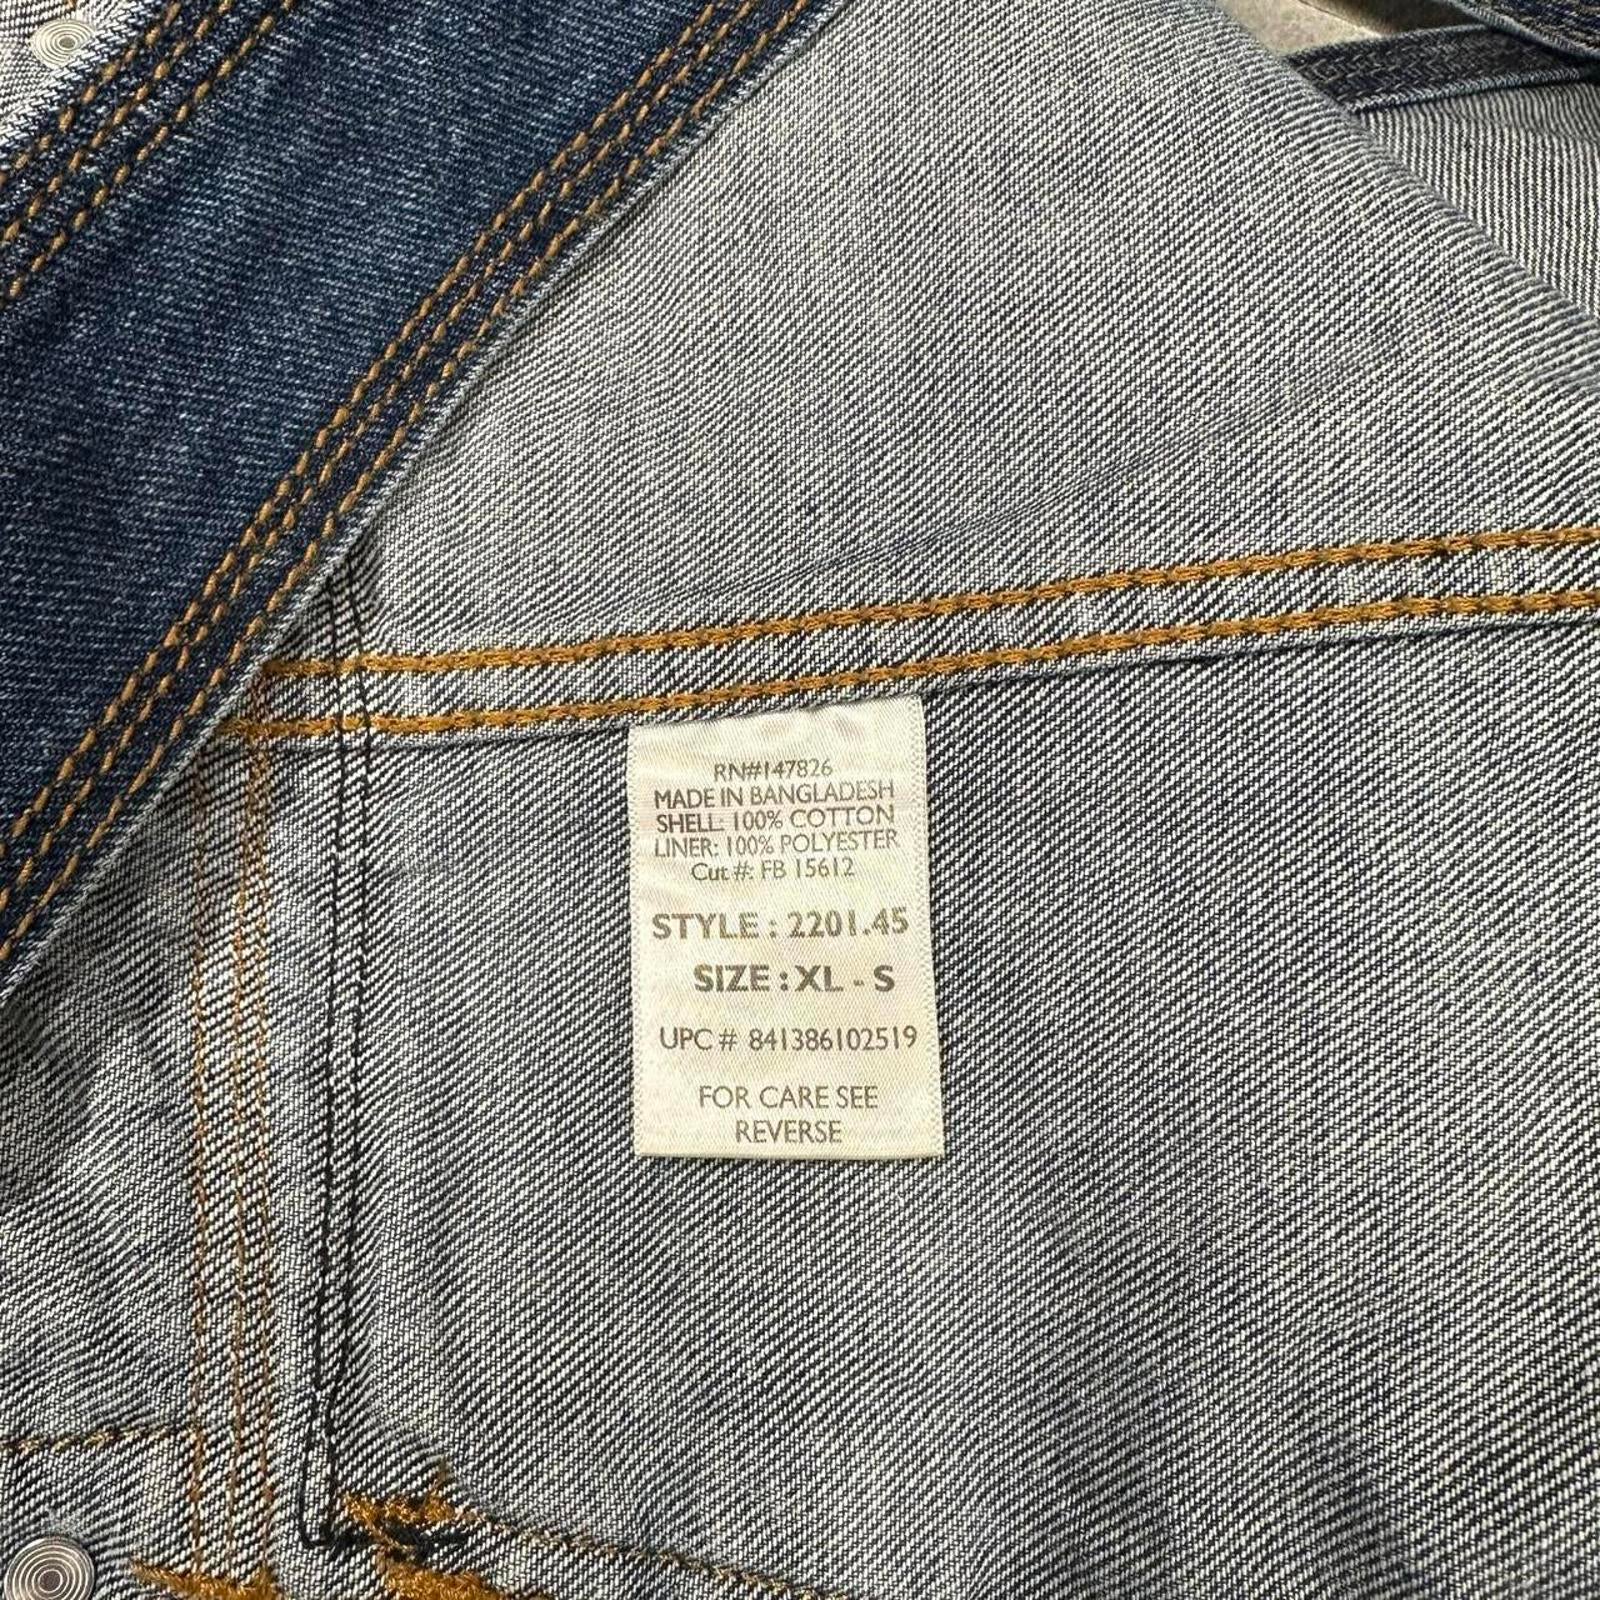 RN#147826
MADE IN BANGLADESH
SHELL: 100% COTTON
LINER: 100% POLYESTER
Cut #: FB 15612
STYLE : 2201.45
SIZE : XL - S
UPC # 841386102519
FOR CARE SEE
REVERSE